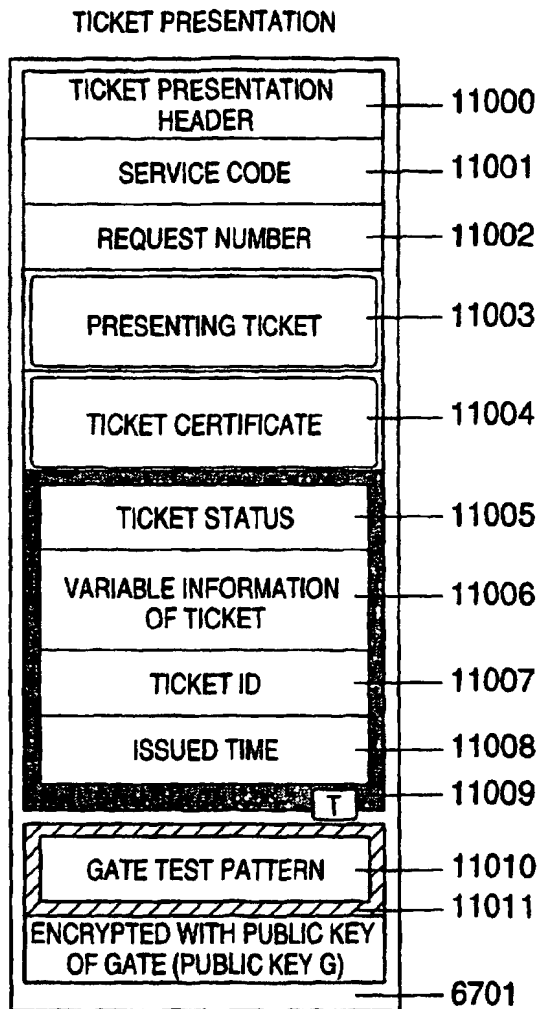 TICKET PRESENTATION
TICKET PRESENTATION
HEADER
11000
SERVICE CODE
11001
REQUEST NUMBER
11002
PRESENTING TICKET
11003
TICKET CERTIFICATE
11004
TICKET STATUS
11005
VARIABLE INFORMATION
OF TICKET
11006
TICKET ID
11007
ISSUED TIME
11008
T
11009
GATE TEST PATTERN
11010
11011
ENCRYPTED WITH PUBLIC KEY
OF GATE (PUBLIC KEY G)
6701